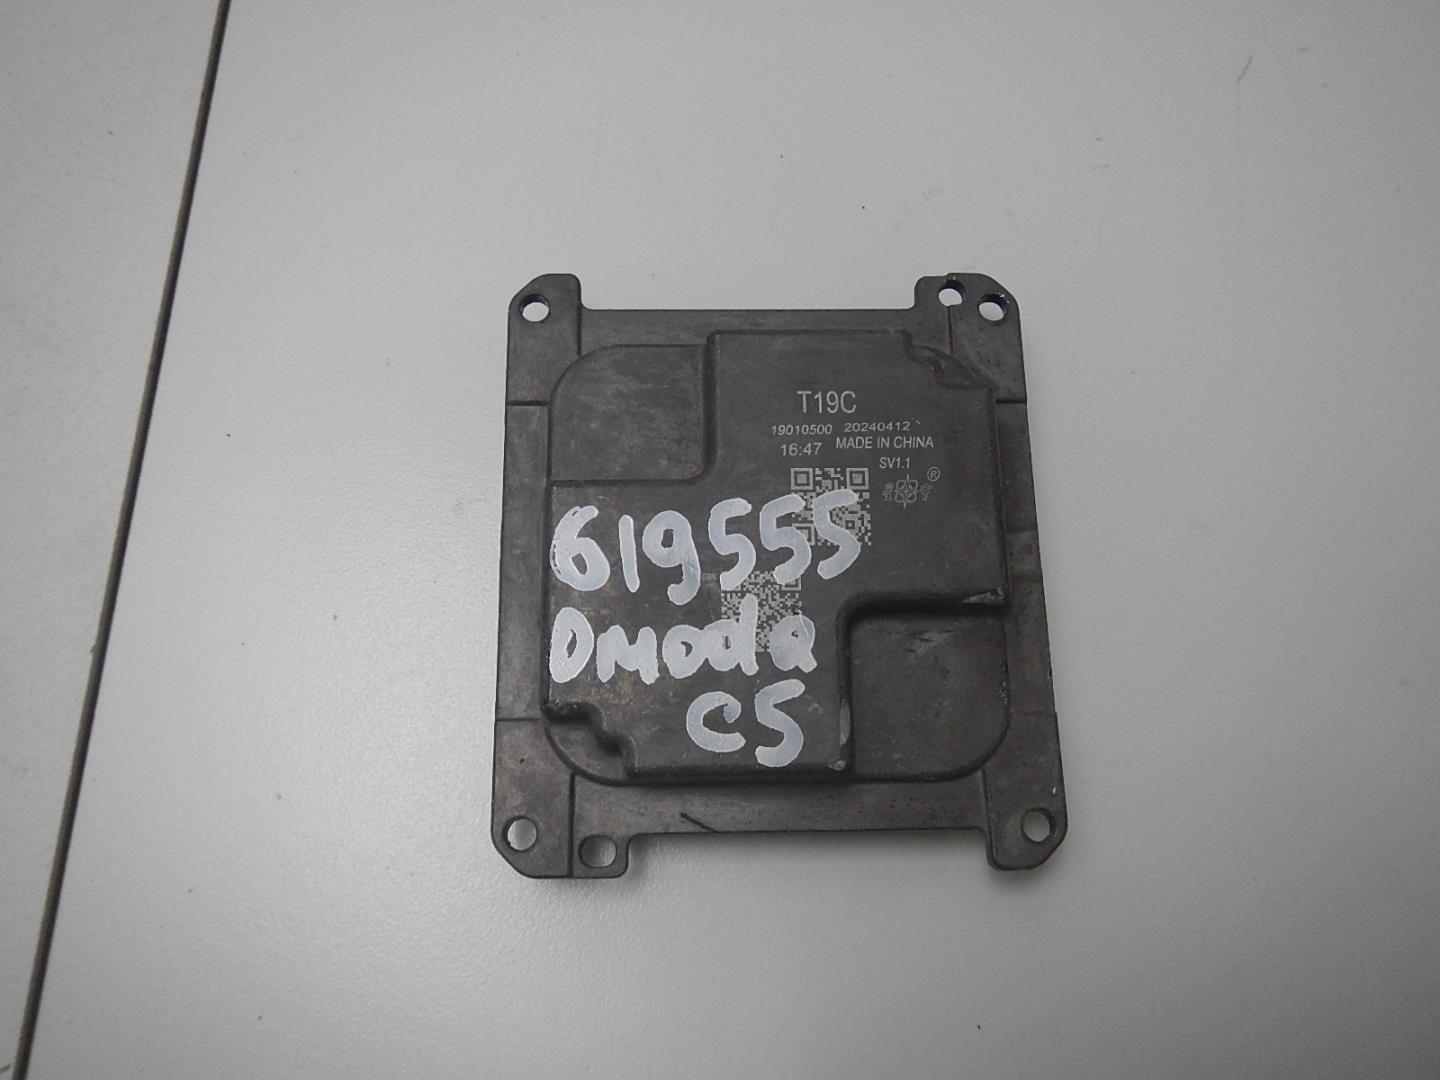 T19C
19010500 20240412
16:47 MADE IN CHINA
SV1.1
®
619555
Omoda
C5